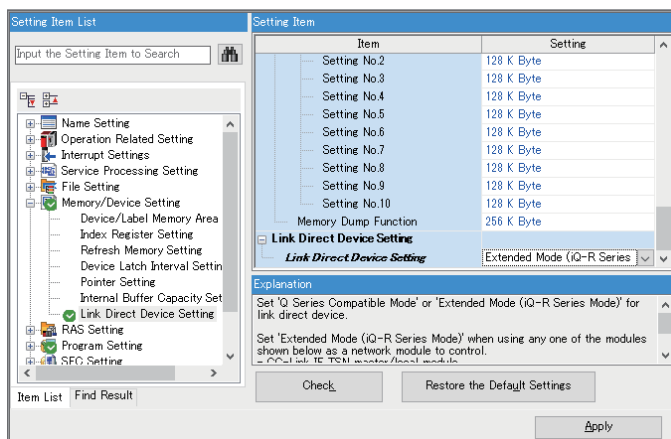 Setting Item List
Input the Setting Item to Search
Name Setting
Operation Related Setting
Interrupt Settings
Service Processing Setting
File Setting
Memory/Device Setting
Device/Label Memory Area
Index Register Setting
Refresh Memory Setting
Device Latch Interval Settin
Pointer Setting
Internal Buffer Capacity Set
Link Direct Device Setting
RAS Setting
Program Setting
SFC Setting
Item List
Find Result
Setting Item
Item Setting
Setting No.2 128 K Byte
Setting No.3 128 K Byte
Setting No.4 128 K Byte
Setting No.5 128 K Byte
Setting No.6 128 K Byte
Setting No.7 128 K Byte
Setting No.8 128 K Byte
Setting No.9 128 K Byte
Setting No.10 128 K Byte
Memory Dump Function 256 K Byte
Link Direct Device Setting
Link Direct Device Setting Extended Mode (iQ-R Series
Explanation
Set 'Q Series Compatible Mode' or 'Extended Mode (iQ-R Series Mode)' for
link direct device.
Set 'Extended Mode (iQ-R Series Mode)' when using any one of the modules
shown below as a network module to control.
- CC-Link IE TSN master/local module
Check
Restore the Default Settings
Apply